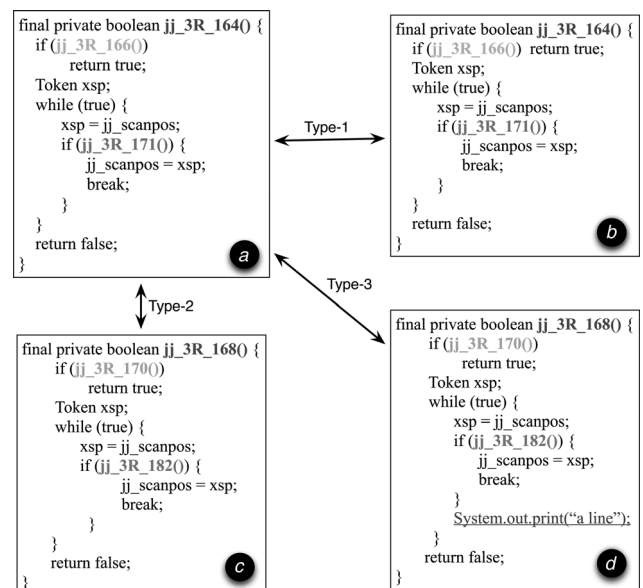 final private boolean jj_3R_164() {
if (jj_3R_166())
return true;
Token xsp;
while (true) {
xsp = jj_scanpos;
if (jj_3R_171()) {
jj_scanpos = xsp;
break;
}
}
return false;
}
a
Type-1
final private boolean jj_3R_164() {
if (jj_3R_166()) return true;
Token xsp;
while (true) {
xsp = jj_scanpos;
if (jj_3R_171()) {
jj_scanpos = xsp;
break;
}
}
return false;
}
b
Type-2
Type-3
final private boolean jj_3R_168() {
if (jj_3R_170())
return true;
Token xsp;
while (true) {
xsp = jj_scanpos;
if (jj_3R_182()) {
jj_scanpos = xsp;
break;
}
}
return false;
}
c
final private boolean jj_3R_168() {
if (jj_3R_170())
return true;
Token xsp;
while (true) {
xsp = jj_scanpos;
if (jj_3R_182()) {
jj_scanpos = xsp;
break;
}
System.out.print(“a line”);
}
return false;
}
d